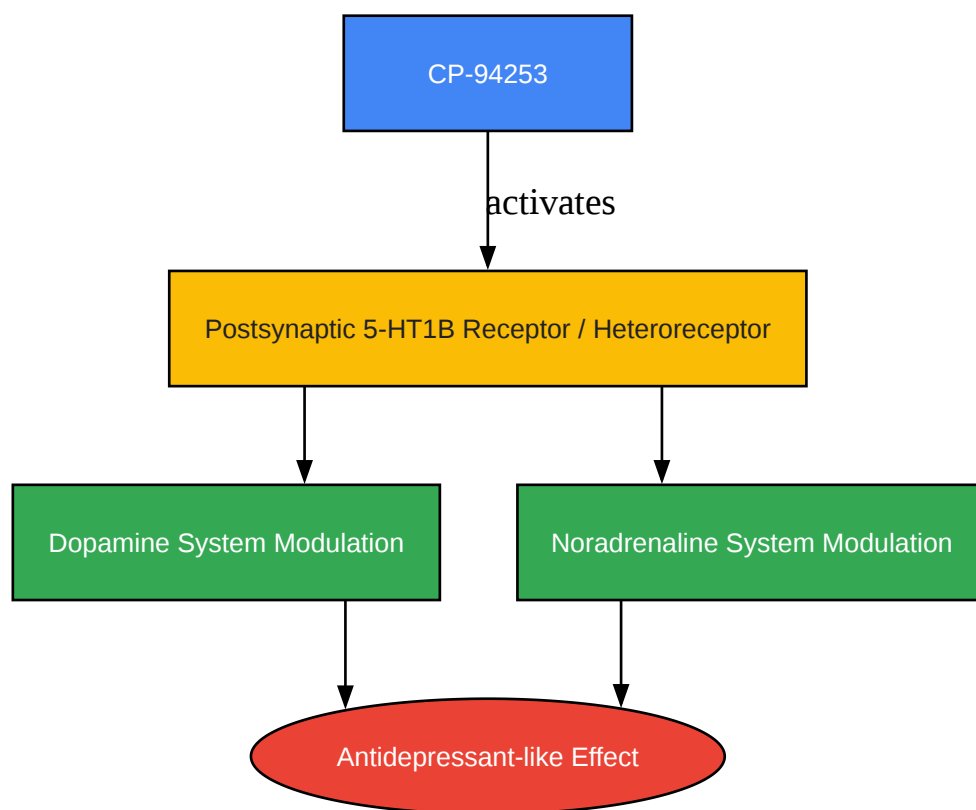 CP-94253
activates
Postsynaptic 5-HT1B Receptor / Heteroreceptor
Dopamine System Modulation
Noradrenaline System Modulation
Antidepressant-like Effect